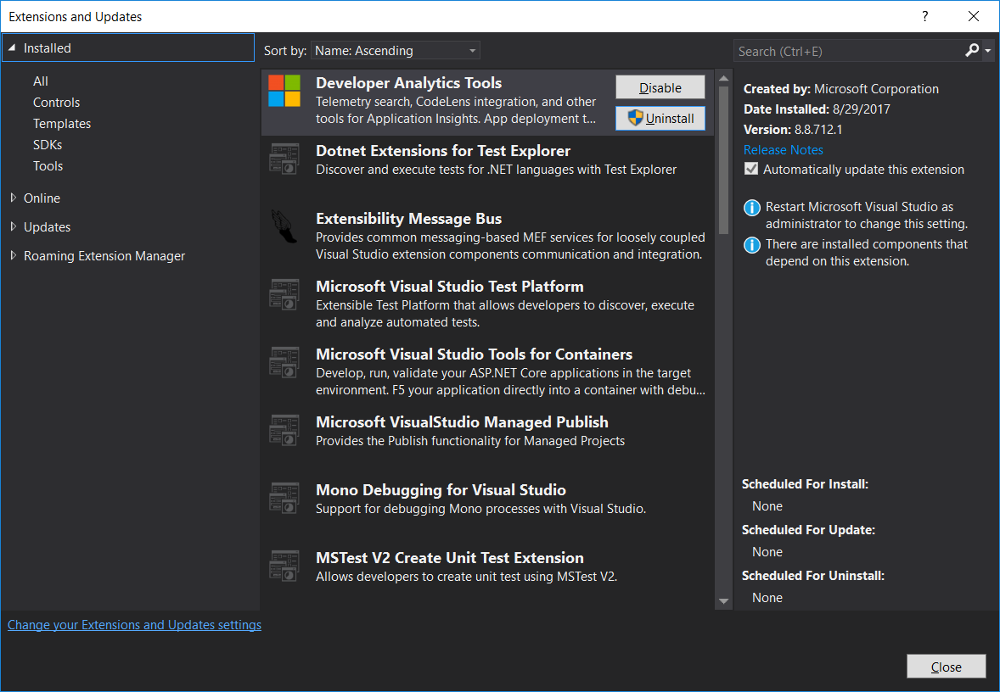 Extensions and Updates
?
Installed
All
Controls
Templates
SDKs
Tools
Online
Updates
Roaming Extension Manager
Sort by:
Name: Ascending
Developer Analytics Tools
Telemetry search, CodeLens integration, and other
tools for Application Insights. App deployment t...
Disable
Uninstall
Dotnet Extensions for Test Explorer
Discover and execute tests for .NET languages with Test Explorer
Extensibility Message Bus
Provides common messaging-based MEF services for loosely coupled
Visual Studio extension components communication and integration.
Microsoft Visual Studio Test Platform
Extensible Test Platform that allows developers to discover, execute
and analyze automated tests.
Microsoft Visual Studio Tools for Containers
Develop, run, validate your ASP.NET Core applications in the target
environment. F5 your application directly into a container with debu...
Microsoft VisualStudio Managed Publish
Provides the Publish functionality for Managed Projects
Mono Debugging for Visual Studio
Support for debugging Mono processes with Visual Studio.
MSTest V2 Create Unit Test Extension
Allows developers to create unit test using MSTest V2.
Search (Ctrl+E)
Created by: Microsoft Corporation
Date Installed: 8/29/2017
Version: 8.8.712.1
Release Notes
Automatically update this extension
Restart Microsoft Visual Studio as
administrator to change this setting.
There are installed components that
depend on this extension.
Scheduled For Install:
None
Scheduled For Update:
None
Scheduled For Uninstall:
None
Change your Extensions and Updates settings
Close